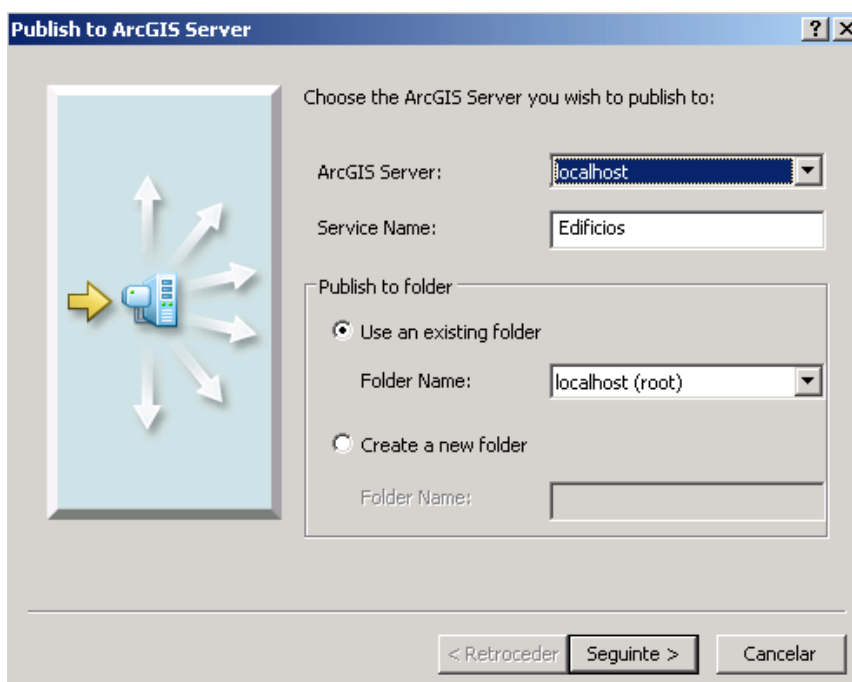 Publish to ArcGIS Server
Choose the ArcGIS Server you wish to publish to:
ArcGIS Server: localhost
Service Name: Edificios
Publish to folder
Use an existing folder
Folder Name: localhost (root)
Create a new folder
Folder Name:
< Retroceder Seguinte > Cancelar